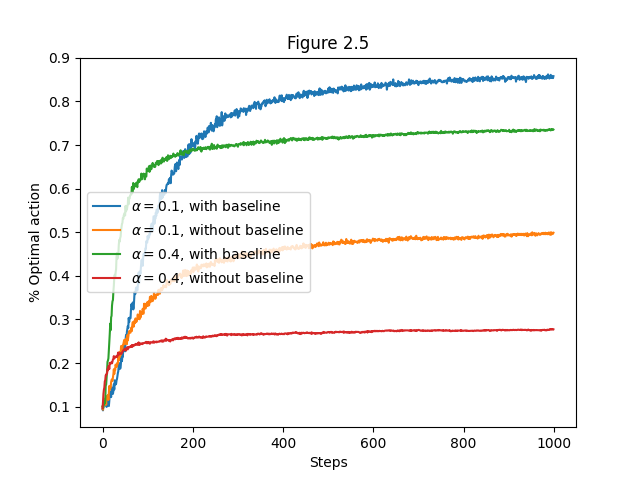 Figure 2.5
% Optimal action
0.9
0.8
0.7
0.6
0.5
0.4
0.3
0.2
0.1
α = 0.1, with baseline
α = 0.1, without baseline
α = 0.4, with baseline
α = 0.4, without baseline
0 200 400 600 800 1000
Steps